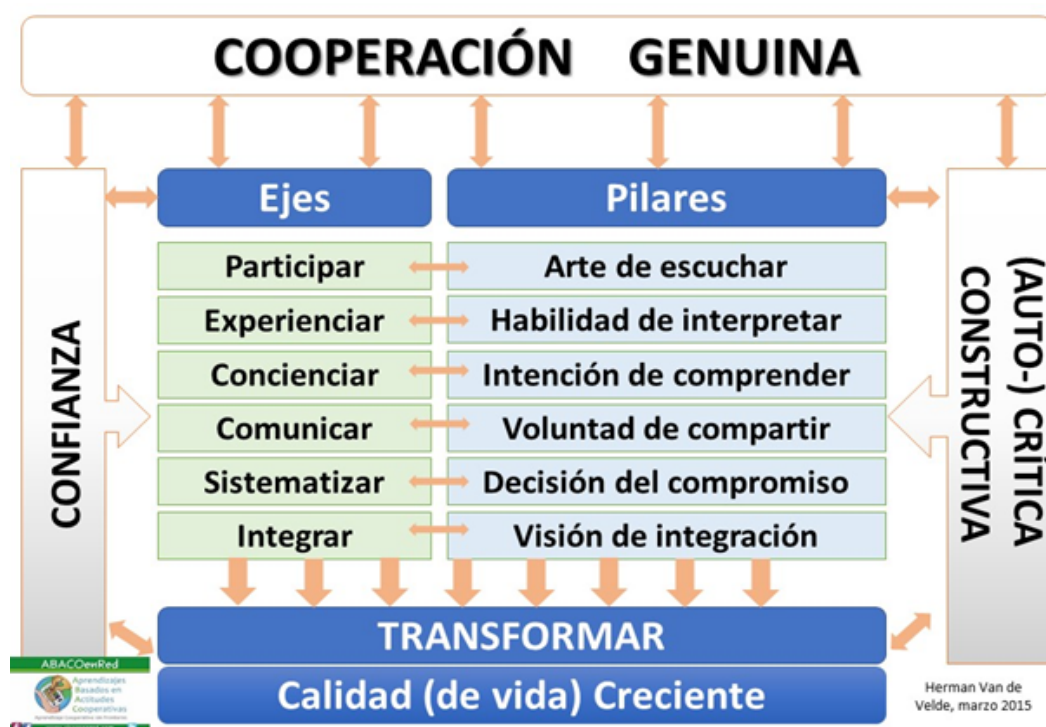 COOPERACIÓN GENUINA
Ejes
Pilares
Participar
Arte de escuchar
Experienciar
Habilidad de interpretar
Concienciar
Intención de comprender
Comunicar
Voluntad de compartir
Sistematizar
Decisión del compromiso
Integrar
Visión de integración
CONFIANZA
(AUTO-) CRÍTICA
CONSTRUCTIVA
TRANSFORMAR
Calidad (de vida) Creciente
ABACOenRed
Aprendizajes
Basados en
Actitudes
Cooperativas
Herman Van de
Velde, marzo 2015